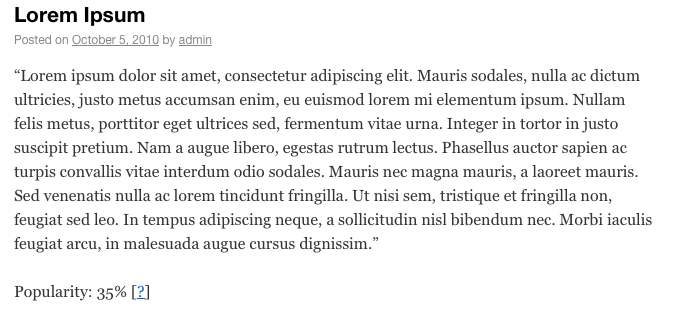 Lorem Ipsum
Posted on October 5, 2010 by admin
“Lorem ipsum dolor sit amet, consectetur adipiscing elit. Mauris sodales, nulla ac dictum
ultricies, justo metus accumsan enim, eu euismod lorem mi elementum ipsum. Nullam
felis metus, porttitor eget ultrices sed, fermentum vitae urna. Integer in tortor in justo
suscipit pretium. Nam a augue libero, egestas rutrum lectus. Phasellus auctor sapien ac
turpis convallis vitae interdum odio sodales. Mauris nec magna mauris, a laoreet mauris.
Sed venenatis nulla ac lorem tincidunt fringilla. Ut nisi sem, tristique et fringilla non,
feugiat sed leo. In tempus adipiscing neque, a sollicitudin nisl bibendum nec. Morbi iaculis
feugiat arcu, in malesuada augue cursus dignissim.”
Popularity: 35% [?]